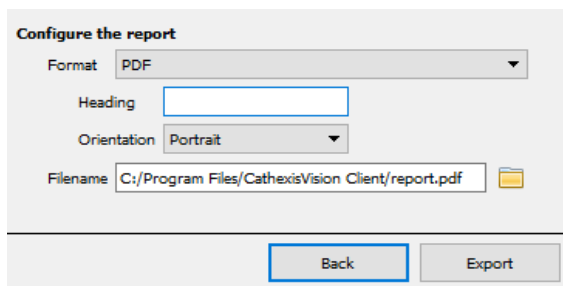 Configure the report
Format PDF
Heading
Orientation Portrait
Filename C:/Program Files/CathexisVision Client/report.pdf
Back Export